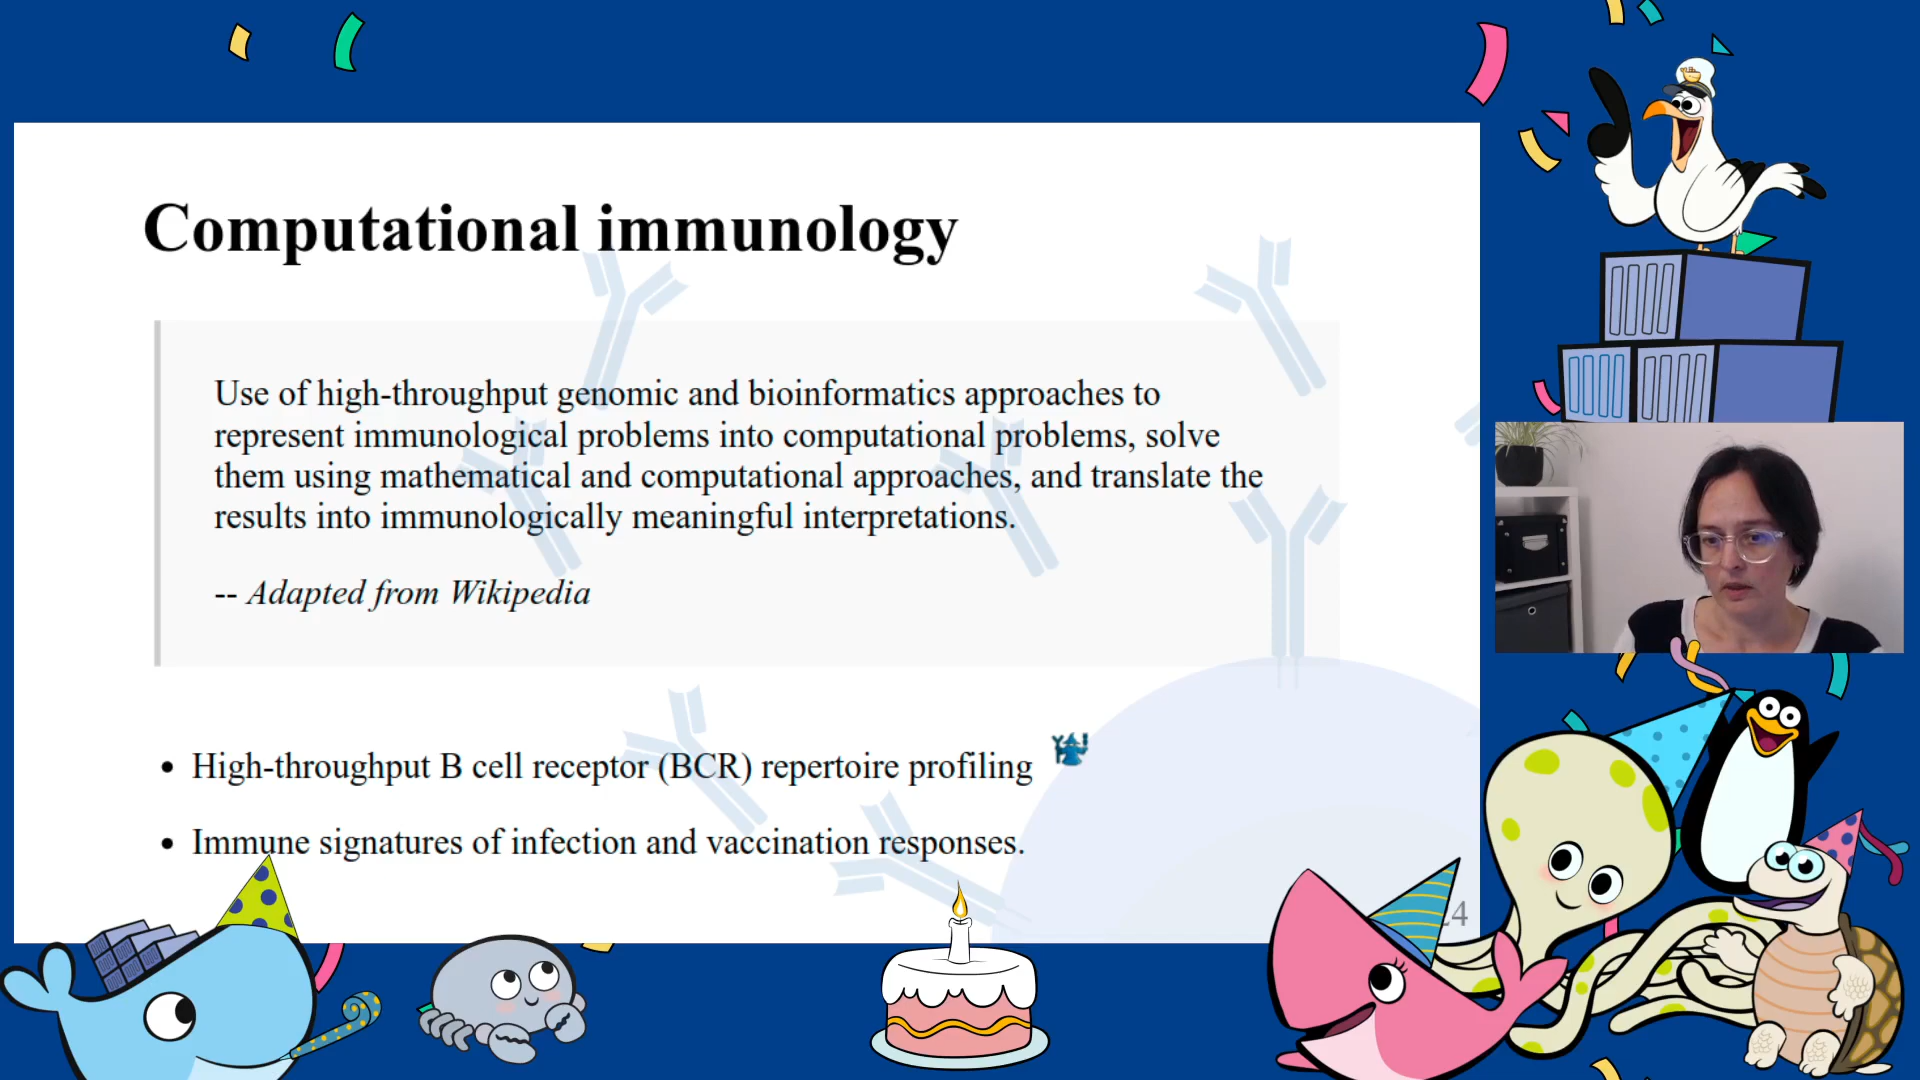 Computational immunology
Use of high-throughput genomic and bioinformatics approaches to
represent immunological problems into computational problems, solve
them using mathematical and computational approaches, and translate the
results into immunologically meaningful interpretations.
-- Adapted from Wikipedia
• High-throughput B cell receptor (BCR) repertoire profiling
• Immune signatures of infection and vaccination responses.